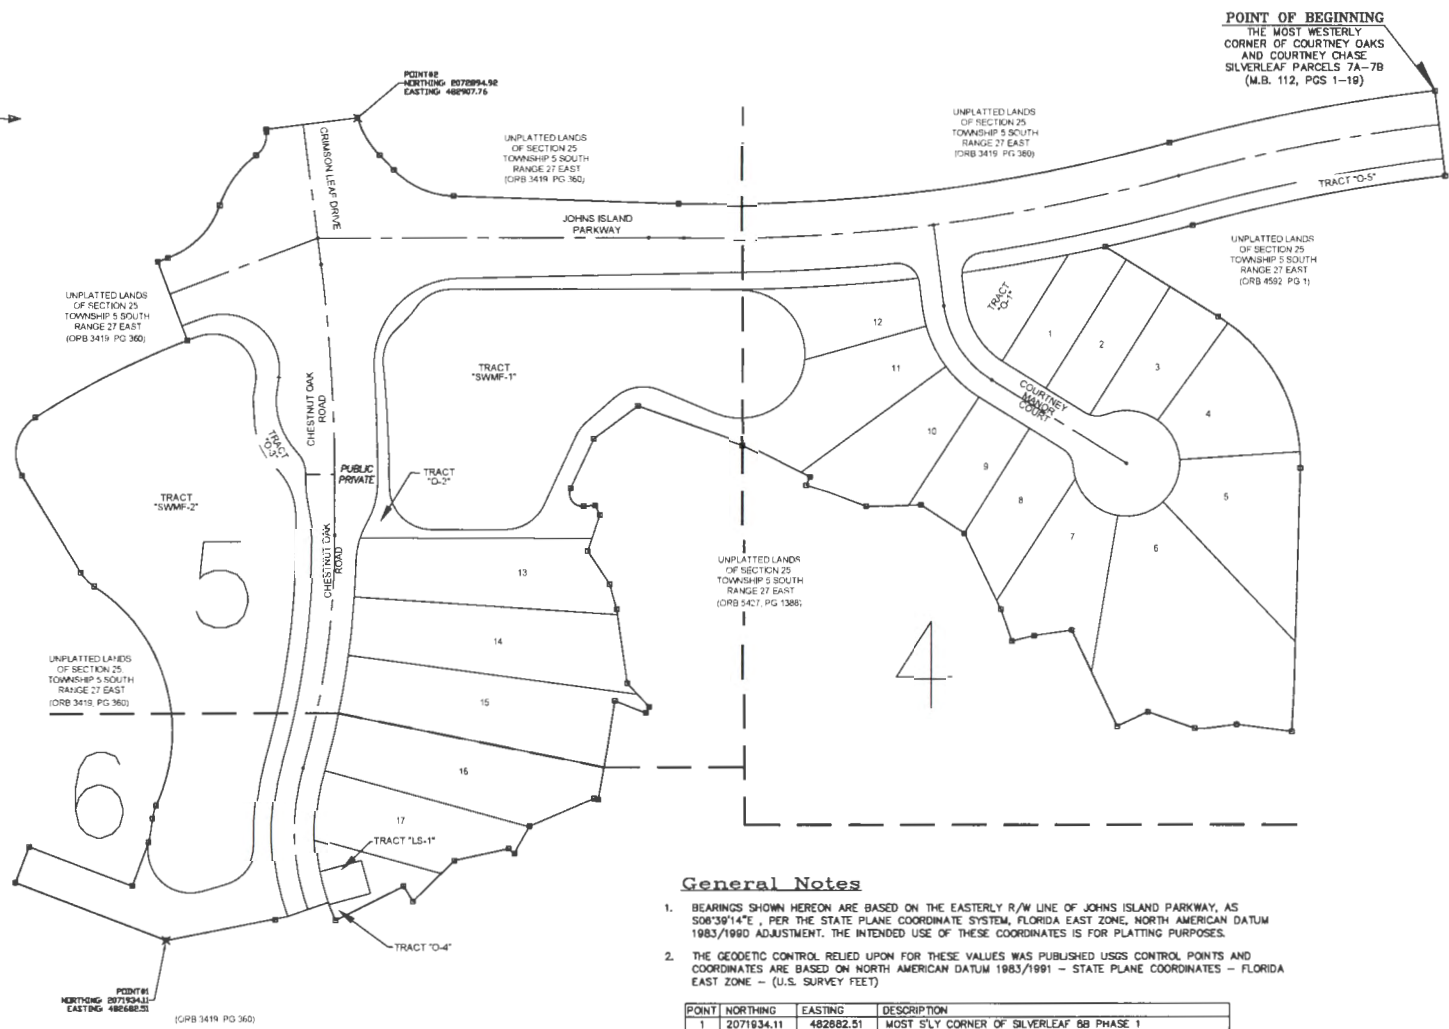 POINT OF BEGINNING
THE MOST WESTERLY
CORNER OF COURTNEY OAKS
AND COURTNEY CHASE
SILVERLEAF PARCELS 7A-7B
(M.B. 112, PGS 1-19)
POINT#2
NORTHING: 2072894.92
EASTING: 482907.76
UNPLATTED LANDS
OF SECTION 25
TOWNSHIP 5 SOUTH
RANGE 27 EAST
(ORB 3419 PG 360)
UNPLATTED LANDS
OF SECTION 25
TOWNSHIP 5 SOUTH
RANGE 27 EAST
(ORB 3419 PG 360)
CRIMSON LEAF DRIVE
JOHNS ISLAND
PARKWAY
TRACT "O-5"
UNPLATTED LANDS
OF SECTION 25
TOWNSHIP 5 SOUTH
RANGE 27 EAST
(ORB 4592 PG 1)
UNPLATTED LANDS
OF SECTION 25
TOWNSHIP 5 SOUTH
RANGE 27 EAST
(ORB 3419 PG 360)
TRACT
"O-1"
12
11
10
9
8
7
6
5
4
3
2
1
COURTNEY
MANOR
COURT
TRACT
"SWMF-1"
CHESTNUT OAK
ROAD
TRACT
"O-3"
PUBLIC
PRIVATE
TRACT
"O-2"
TRACT
"SWMF-2"
5
CHESTNUT OAK
ROAD
13
14
15
16
17
UNPLATTED LANDS
OF SECTION 25
TOWNSHIP 5 SOUTH
RANGE 27 EAST
(ORB 5427, PG 1388)
4
UNPLATTED LANDS
OF SECTION 25,
TOWNSHIP 5 SOUTH
RANGE 27 EAST
(ORB 3419, PG 360)
6
TRACT "LS-1"
TRACT "O-4"
POINT#1
NORTHING: 2071934.11
EASTING: 482682.51
(ORB 3419 PG 360)
General Notes
1. BEARINGS SHOWN HEREON ARE BASED ON THE EASTERLY R/W LINE OF JOHNS ISLAND PARKWAY, AS
S06°39'14"E , PER THE STATE PLANE COORDINATE SYSTEM, FLORIDA EAST ZONE, NORTH AMERICAN DATUM
1983/1990 ADJUSTMENT. THE INTENDED USE OF THESE COORDINATES IS FOR PLATTING PURPOSES.
2. THE GEODETIC CONTROL RELIED UPON FOR THESE VALUES WAS PUBLISHED USGS CONTROL POINTS AND
COORDINATES ARE BASED ON NORTH AMERICAN DATUM 1983/1991 - STATE PLANE COORDINATES - FLORIDA
EAST ZONE - (U.S. SURVEY FEET)
POINT NORTHING EASTING DESCRIPTION
1 2071934.11 482682.51 MOST S'LY CORNER OF SILVERLEAF 8B PHASE 1